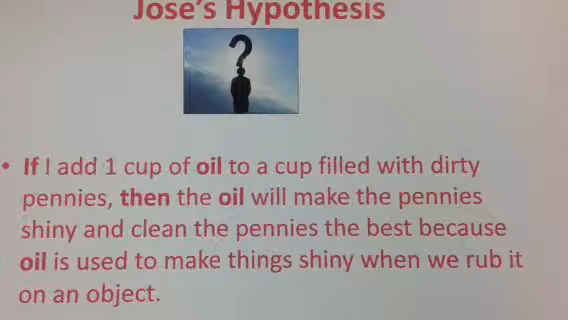 Jose's Hypothesis
• If I add 1 cup of oil to a cup filled with dirty
pennies, then the oil will make the pennies
shiny and clean the pennies the best because
oil is used to make things shiny when we rub it
on an object.